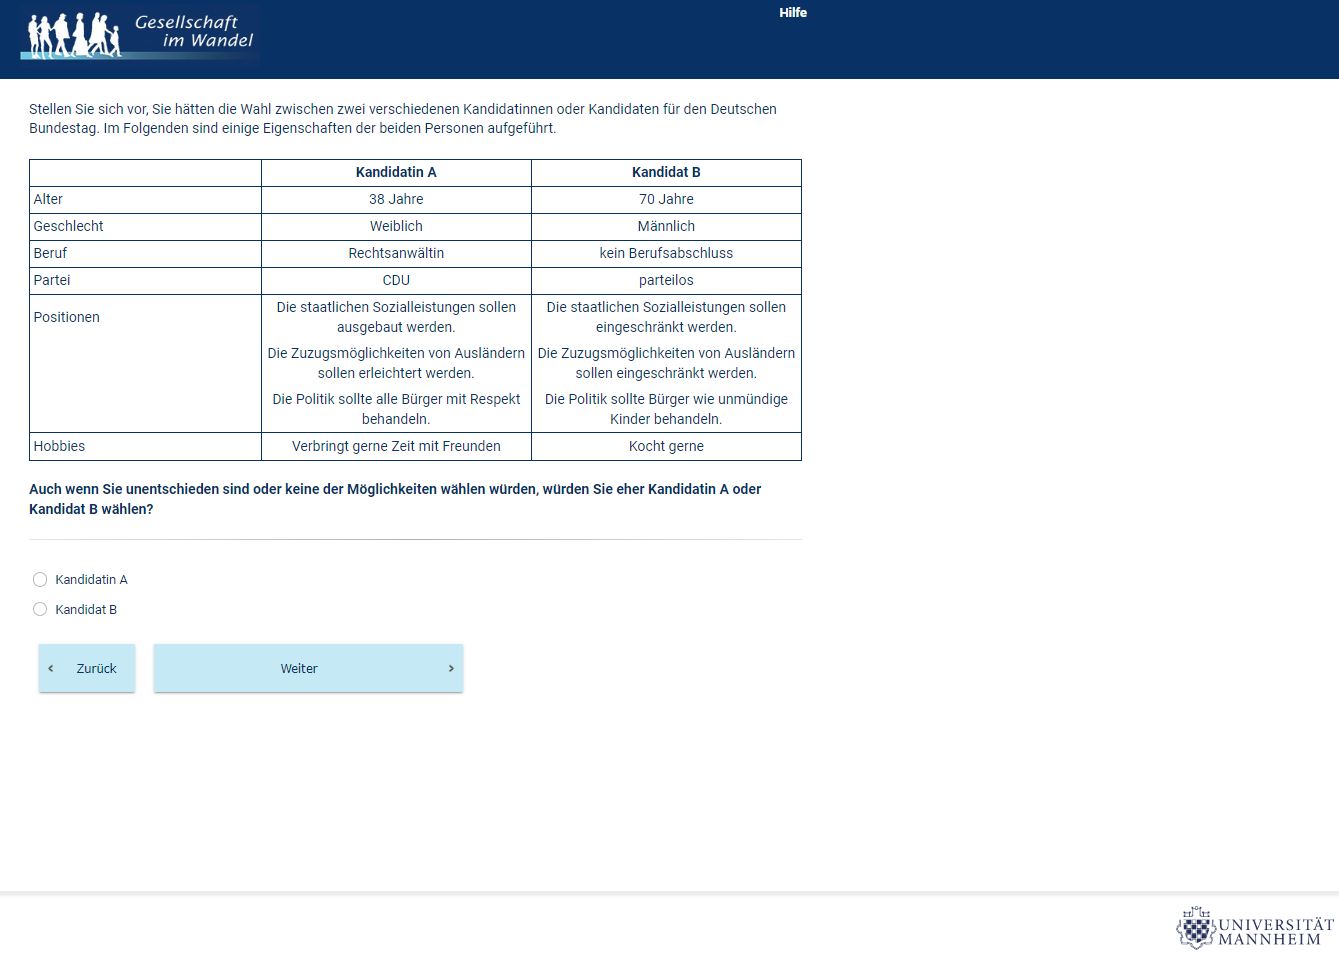 Gesellschaft
im Wandel
Hilfe
Stellen Sie sich vor, Sie hätten die Wahl zwischen zwei verschiedenen Kandidatinnen oder Kandidaten für den Deutschen
Bundestag. Im Folgenden sind einige Eigenschaften der beiden Personen aufgeführt.
Kandidatin A Kandidat B
Alter 38 Jahre 70 Jahre
Geschlecht Weiblich Männlich
Beruf Rechtsanwältin kein Berufsabschluss
Partei CDU parteilos
Positionen
Die staatlichen Sozialleistungen sollen Die staatlichen Sozialleistungen sollen
ausgebaut werden. eingeschränkt werden.
Die Zuzugsmöglichkeiten von Ausländern Die Zuzugsmöglichkeiten von Ausländern
sollen erleichtert werden. sollen eingeschränkt werden.
Die Politik sollte alle Bürger mit Respekt Die Politik sollte Bürger wie unmündige
behandeln. Kinder behandeln.
Hobbies Verbringt gerne Zeit mit Freunden Kocht gerne
Auch wenn Sie unentschieden sind oder keine der Möglichkeiten wählen würden, würden Sie eher Kandidatin A oder
Kandidat B wählen?
Kandidatin A
Kandidat B
‹ Zurück Weiter ›
UNIVERSITÄT
MANNHEIM